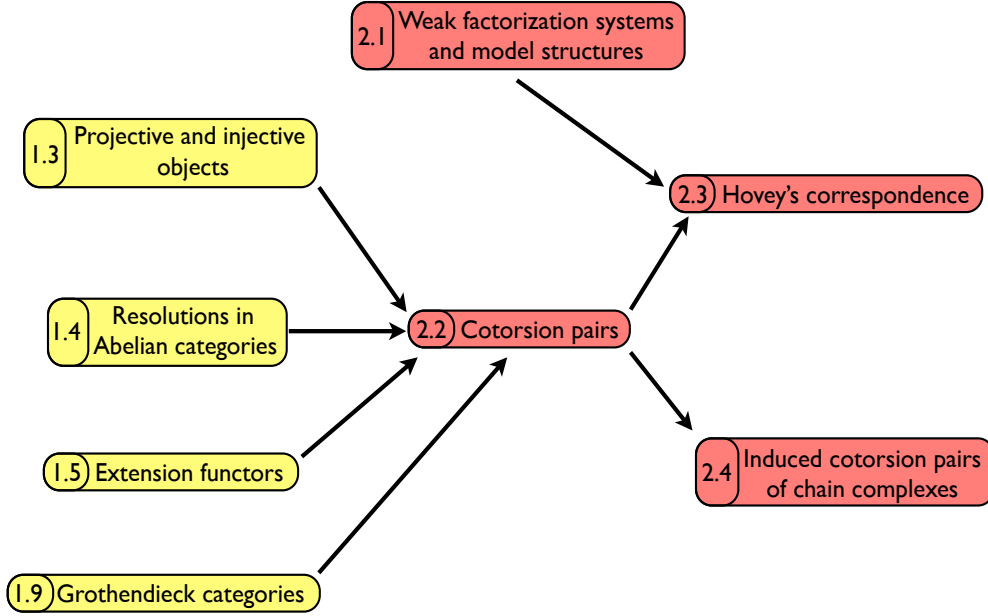 2.1 Weak factorization systems
and model structures
1.3 Projective and injective
objects
2.3 Hovey's correspondence
1.4 Resolutions in
Abelian categories
2.2 Cotorsion pairs
1.5 Extension functors
2.4 Induced cotorsion pairs
of chain complexes
1.9 Grothendieck categories